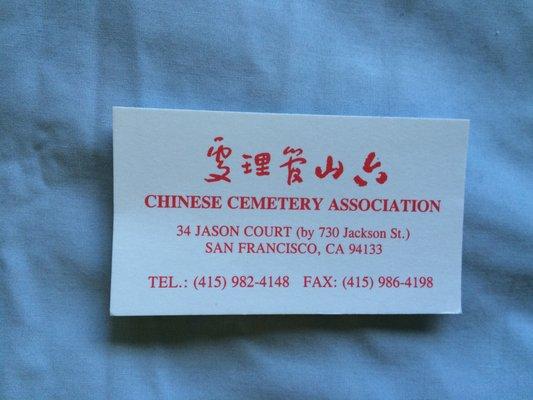 六山管理處
CHINESE CEMETERY ASSOCIATION
34 JASON COURT (by 730 Jackson St.)
SAN FRANCISCO, CA 94133
TEL.: (415) 982-4148 FAX: (415) 986-4198